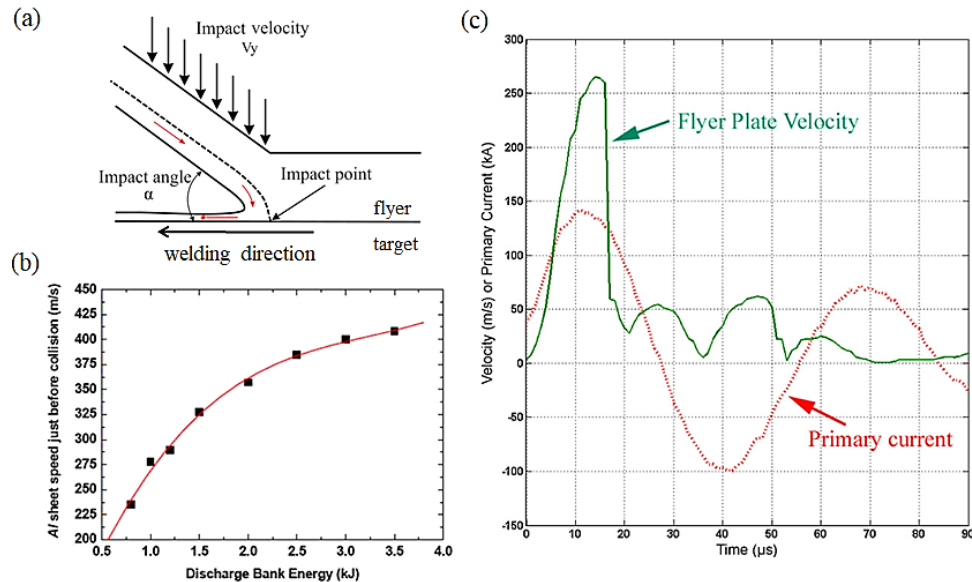 (a)
Impact velocity
Vy
Impact angle
α
Impact point
flyer
target
welding direction
(b)
Al sheet speed just before collision (m/s)
450
425
400
375
350
325
300
275
250
225
200
0.5 1.0 1.5 2.0 2.5 3.0 3.5 4.0
Discharge Bank Energy (kJ)
(c)
Velocity (m/s) or Primary Current (kA)
300
250
200
150
100
50
0
-50
-100
-150
Flyer Plate Velocity
Primary current
0 10 20 30 40 50 60 70 80 90
Time (µs)